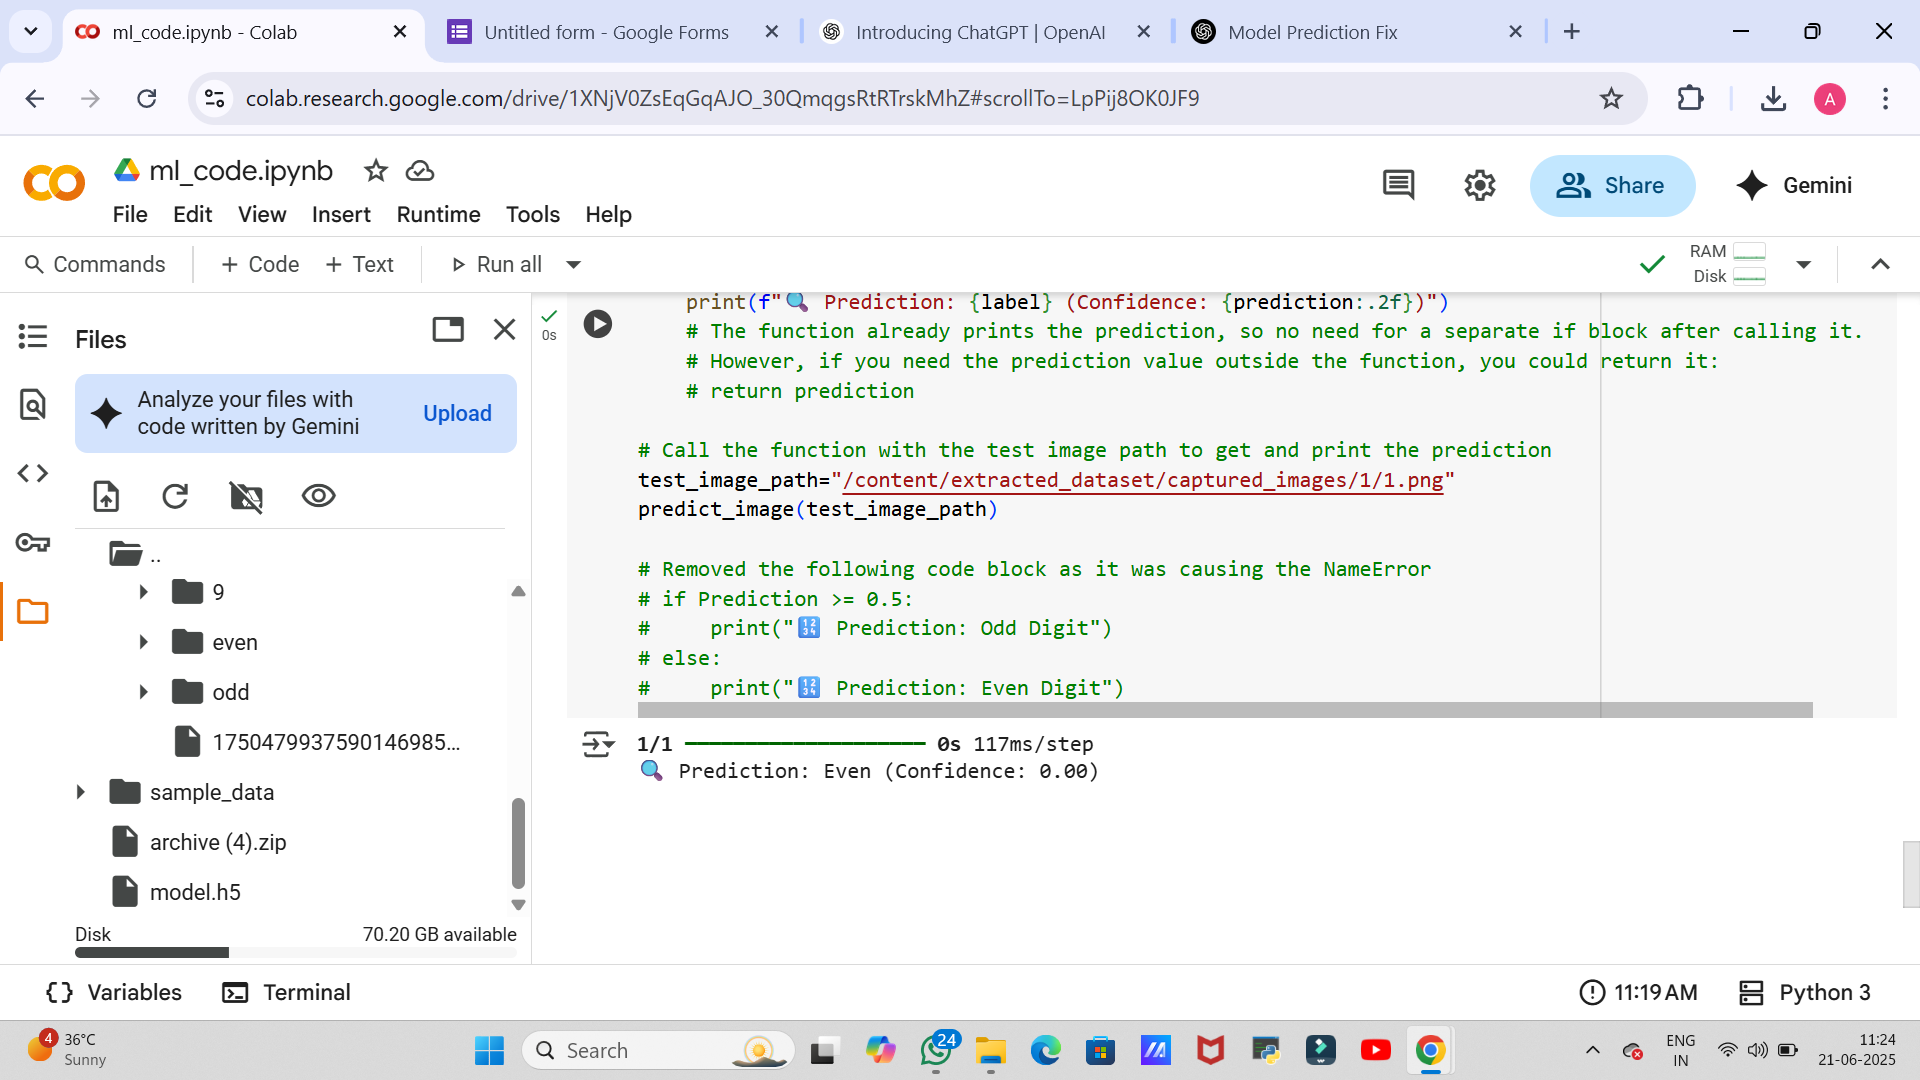 ml_code.ipynb - Colab
Untitled form - Google Forms
Introducing ChatGPT | OpenAI
Model Prediction Fix
colab.research.google.com/drive/1XNjV0ZsEqGqAJO_30QmqgsRtRTrskMhZ#scrollTo=LpPij8OK0JF9
A
ml_code.ipynb
File Edit View Insert Runtime Tools Help
Share
Gemini
Commands
+ Code + Text
Run all
RAM
Disk
Files
Analyze your files with
code written by Gemini
Upload
..
9
even
odd
1750479937590146985...
sample_data
archive (4).zip
model.h5
Disk
70.20 GB available
0s
print(f"🔍 Prediction: {label} (Confidence: {prediction:.2f})")
# The function already prints the prediction, so no need for a separate if block after calling it.
# However, if you need the prediction value outside the function, you could return it:
# return prediction
# Call the function with the test image path to get and print the prediction
test_image_path="/content/extracted_dataset/captured_images/1/1.png"
predict_image(test_image_path)
# Removed the following code block as it was causing the NameError
# if Prediction >= 0.5:
#     print("🔢 Prediction: Odd Digit")
# else:
#     print("🔢 Prediction: Even Digit")
1/1 ━━━━━━━━━━━━━━━━━━━━ 0s 117ms/step
🔍 Prediction: Even (Confidence: 0.00)
Variables
Terminal
11:19 AM
Python 3
4
36°C
Sunny
Search
24
ENG
IN
11:24
21-06-2025